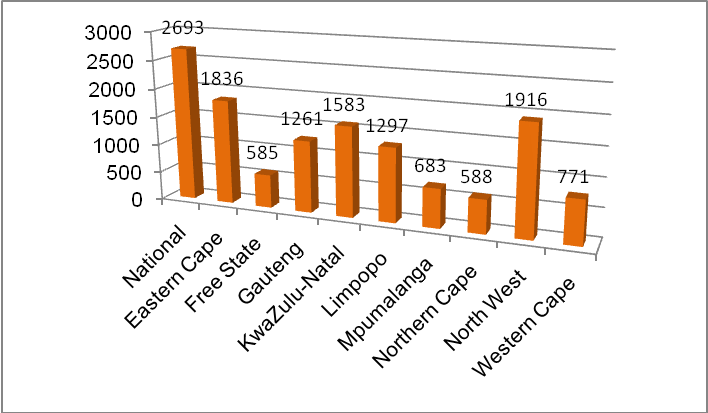 3000
2500
2000
1500
1000
500
0
2693
1836
585
1261
1583
1297
683
588
1916
771
National
Eastern Cape
Free State
Gauteng
KwaZulu-Natal
Limpopo
Mpumalanga
Northern Cape
North West
Western Cape